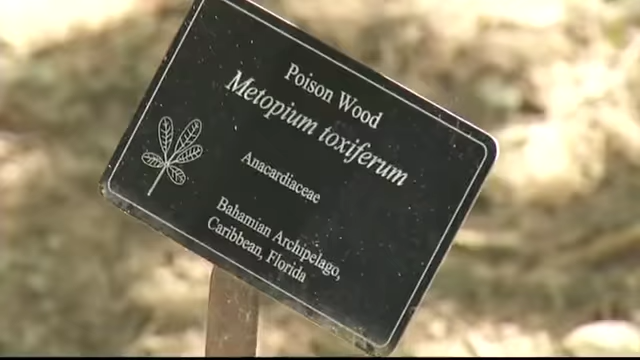 Poison Wood
Metopium toxiferum
Anacardiaceae
Bahamian Archipelago,
Caribbean, Florida